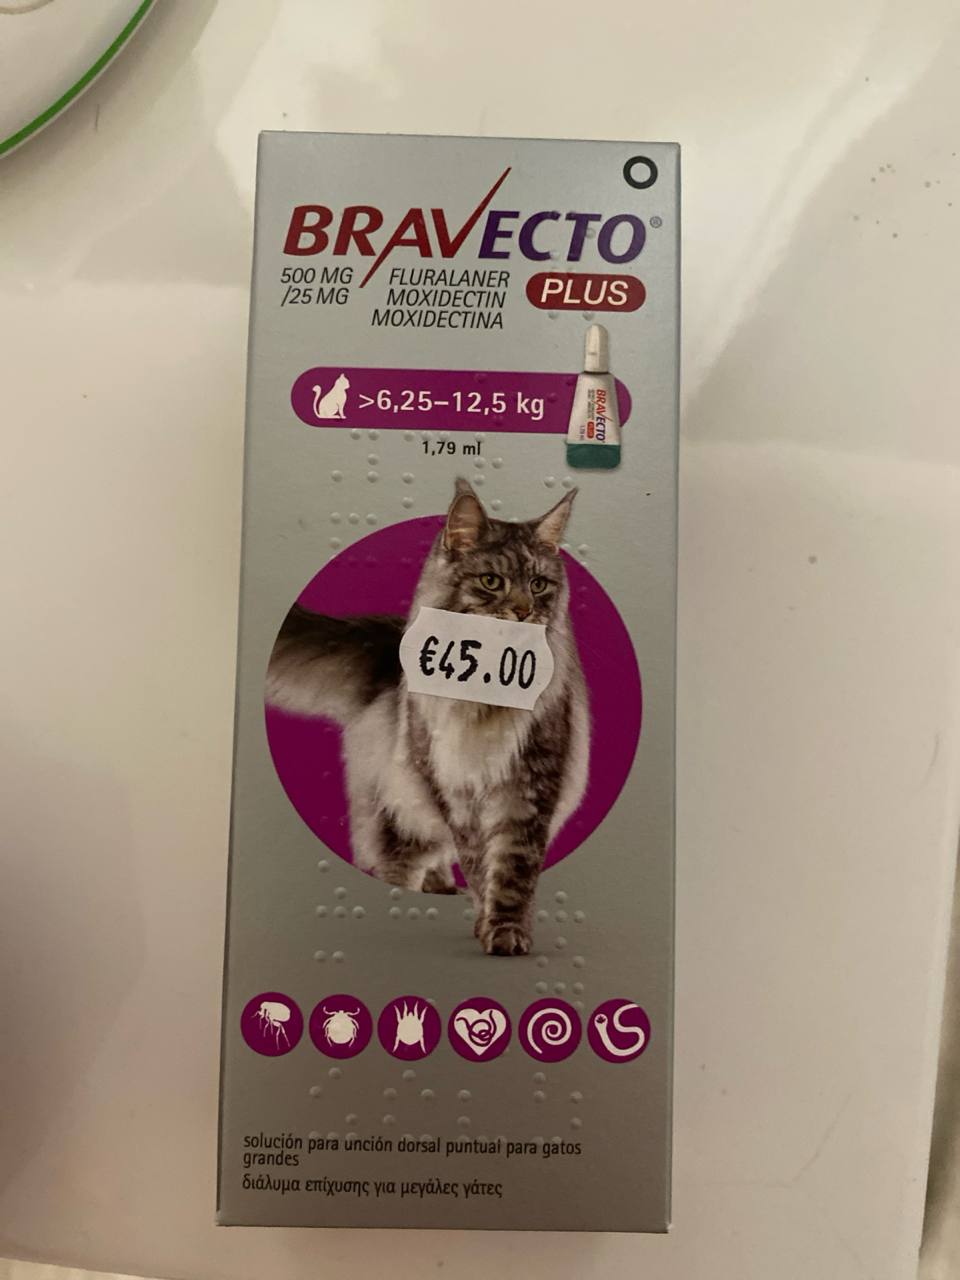 BRAVECTO®
500 MG FLURALANER
/25 MG MOXIDECTIN
MOXIDECTINA
PLUS
>6,25–12,5 kg
BRAVECTO
1,79 ml
€45.00
solución para unción dorsal puntual para gatos
grandes
διάλυμα επίχυσης για μεγάλες γάτες